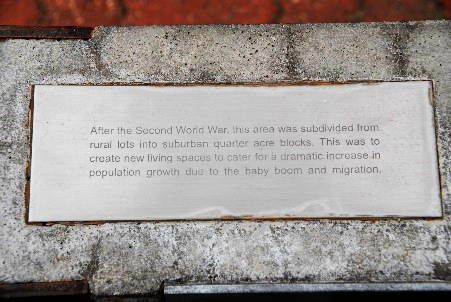 After the Second World War, this area was subdivided from
rural lots into suburban quarter acre blocks. This was to
create new living spaces to cater for a dramatic increase in
population growth due to the baby boom and migration.